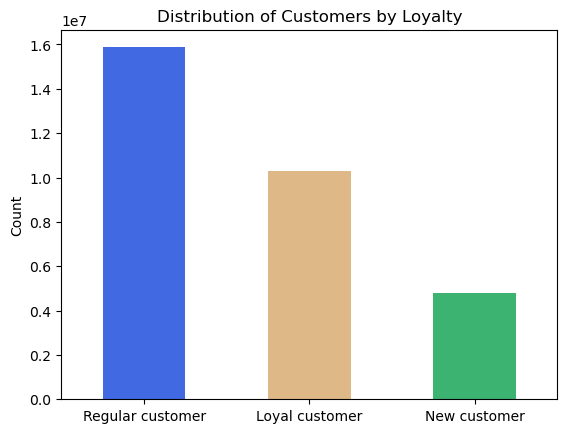 Distribution of Customers by Loyalty
1e7
1.6
1.4
1.2
1.0
0.8
0.6
0.4
0.2
0.0
Count
Regular customer Loyal customer New customer